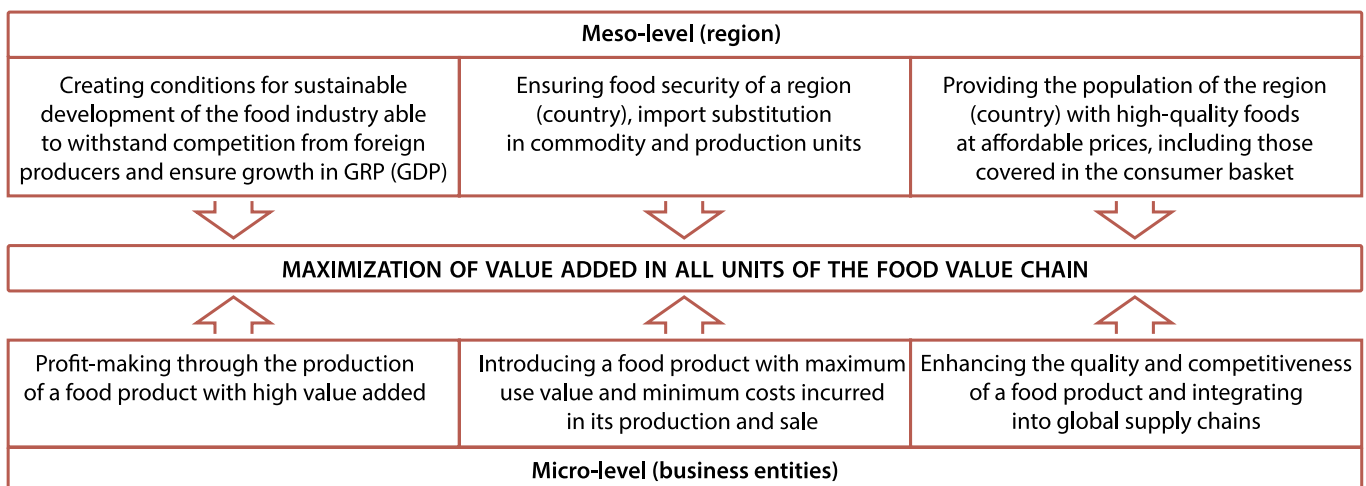 Meso-level (region)
Creating conditions for sustainable
development of the food industry able
to withstand competition from foreign
producers and ensure growth in GRP (GDP)
Ensuring food security of a region
(country), import substitution
in commodity and production units
Providing the population of the region
(country) with high-quality foods
at affordable prices, including those
covered in the consumer basket
MAXIMIZATION OF VALUE ADDED IN ALL UNITS OF THE FOOD VALUE CHAIN
Profit-making through the production
of a food product with high value added
Introducing a food product with maximum
use value and minimum costs incurred
in its production and sale
Enhancing the quality and competitiveness
of a food product and integrating
into global supply chains
Micro-level (business entities)